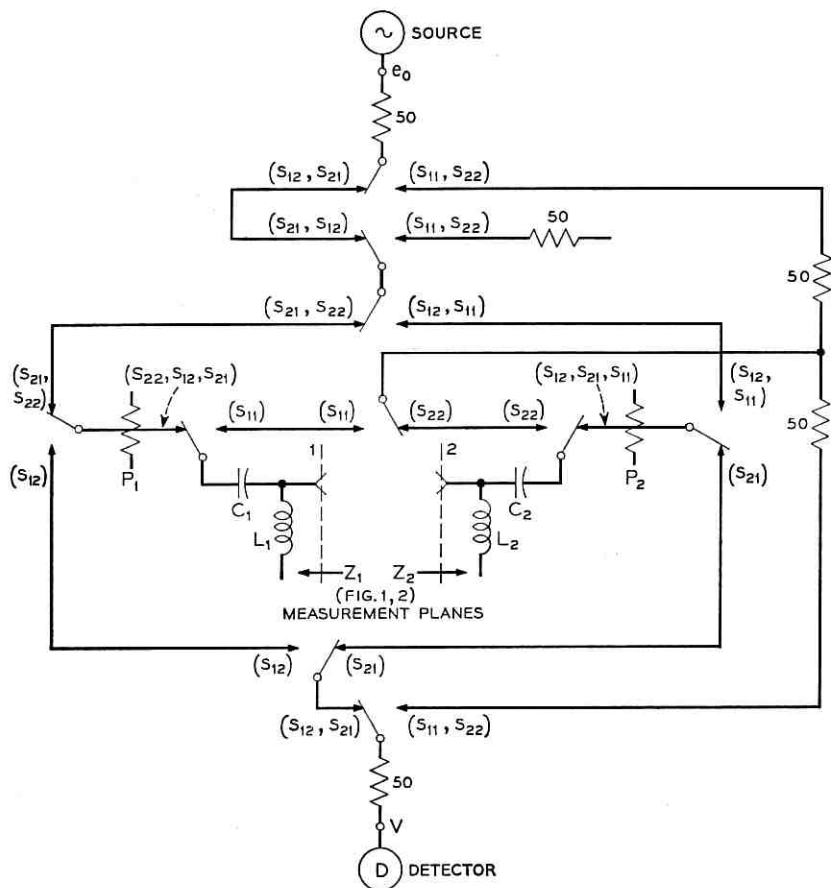 SOURCE
e₀
50
(S₁₂, S₂₁)
(S₁₁, S₂₂)
(S₂₁, S₁₂)
(S₁₁, S₂₂)
50
50
(S₂₁, S₂₂)
(S₁₂, S₁₁)
(S₂₁,
S₂₂)
(S₂₂, S₁₂, S₂₁)
(S₁₂, S₂₁, S₁₁)
(S₁₂,
S₁₁)
(S₁₁)
(S₁₁)
(S₂₂)
(S₂₂)
50
(S₁₂)
P₁
1
2
P₂
(S₂₁)
C₁
C₂
L₁
L₂
Z₁
Z₂
(FIG. 1, 2)
MEASUREMENT PLANES
(S₁₂)
(S₂₁)
(S₁₂, S₂₁)
(S₁₁, S₂₂)
50
V
D
DETECTOR